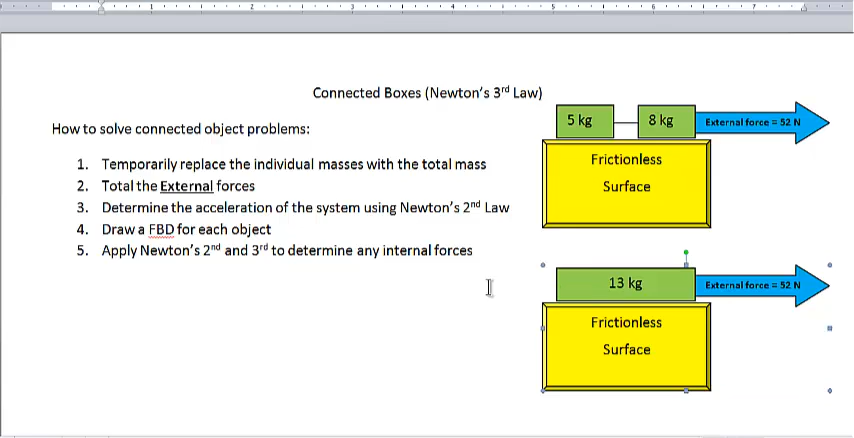 Connected Boxes (Newton's 3rd Law)
How to solve connected object problems:
1. Temporarily replace the individual masses with the total mass
2. Total the External forces
3. Determine the acceleration of the system using Newton's 2nd Law
4. Draw a FBD for each object
5. Apply Newton's 2nd and 3rd to determine any internal forces
5 kg
8 kg
External force = 52 N
Frictionless
Surface
13 kg
External force = 52 N
Frictionless
Surface